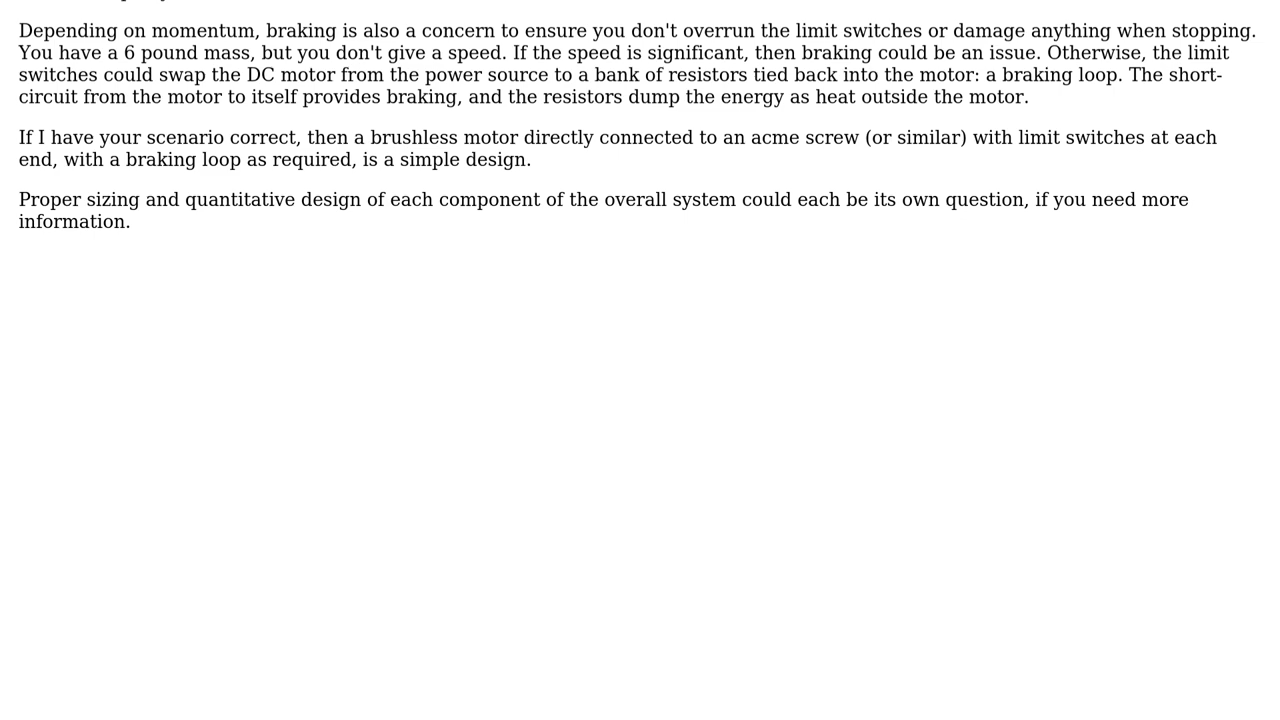 Depending on momentum, braking is also a concern to ensure you don't overrun the limit switches or damage anything when stopping.
You have a 6 pound mass, but you don't give a speed. If the speed is significant, then braking could be an issue. Otherwise, the limit
switches could swap the DC motor from the power source to a bank of resistors tied back into the motor: a braking loop. The short-
circuit from the motor to itself provides braking, and the resistors dump the energy as heat outside the motor.
If I have your scenario correct, then a brushless motor directly connected to an acme screw (or similar) with limit switches at each
end, with a braking loop as required, is a simple design.
Proper sizing and quantitative design of each component of the overall system could each be its own question, if you need more
information.